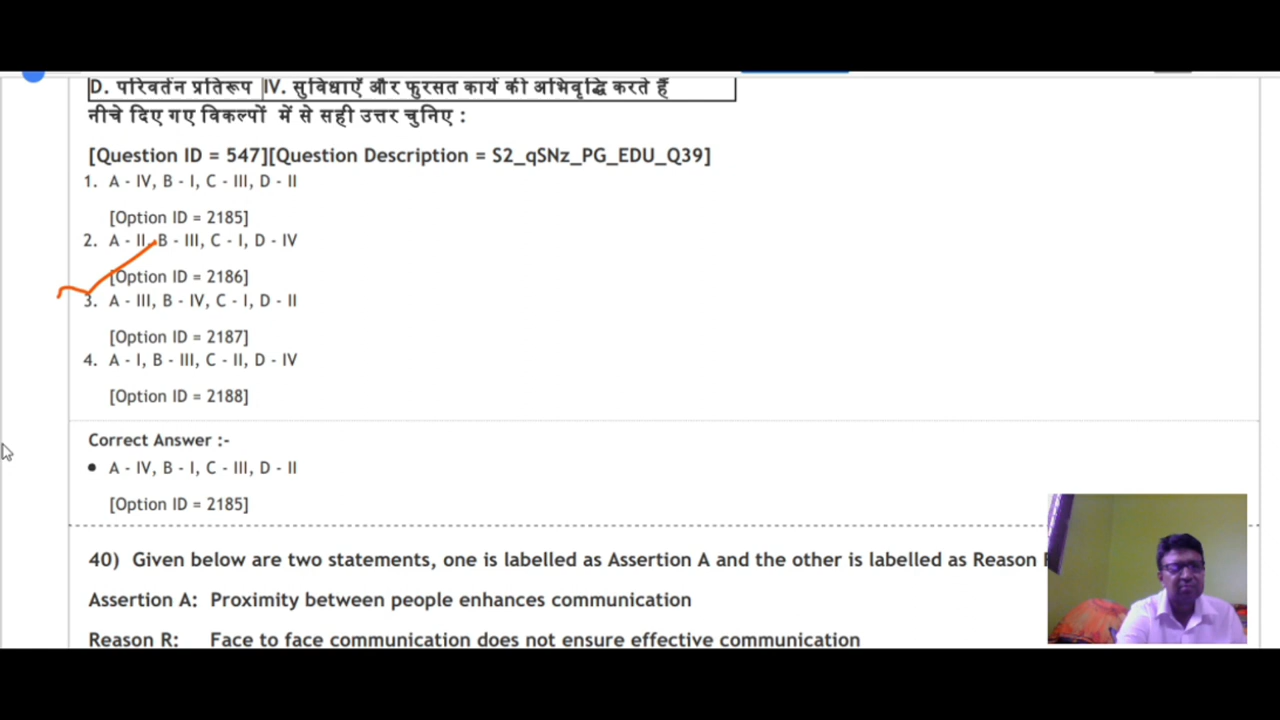 D. परिवर्तन प्रतिरूप IV. सुविधाएँ और फुरसत कार्य की अभिवृद्धि करते हैं
नीचे दिए गए विकल्पों में से सही उत्तर चुनिए :
[Question ID = 547][Question Description = S2_qSNz_PG_EDU_Q39]
1. A - IV, B - I, C - III, D - II
[Option ID = 2185]
2. A - II, B - III, C - I, D - IV
[Option ID = 2186]
3. A - III, B - IV, C - I, D - II
[Option ID = 2187]
4. A - I, B - III, C - II, D - IV
[Option ID = 2188]
Correct Answer :-
• A - IV, B - I, C - III, D - II
[Option ID = 2185]
40) Given below are two statements, one is labelled as Assertion A and the other is labelled as Reason
Assertion A: Proximity between people enhances communication
Reason R: Face to face communication does not ensure effective communication